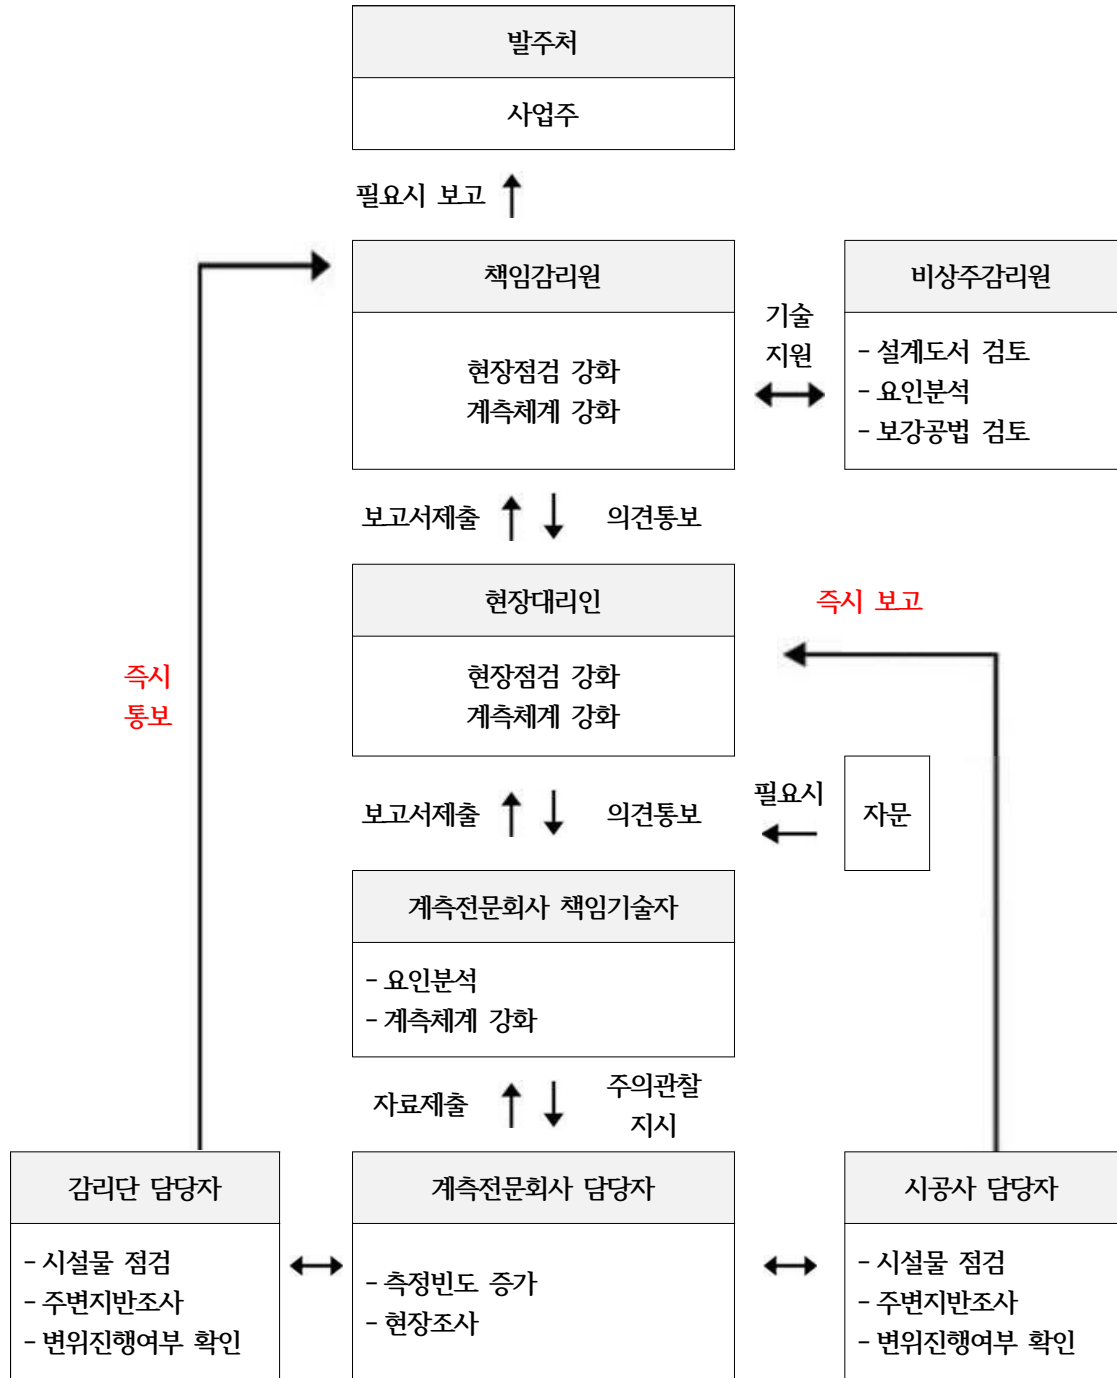 발주처
사업주
필요시 보고
책임감리원
현장점검 강화
계측체계 강화
기술
지원
비상주감리원
- 설계도서 검토
- 요인분석
- 보강공법 검토
보고서제출
의견통보
현장대리인
현장점검 강화
계측체계 강화
즉시 보고
즉시
통보
보고서제출
의견통보
필요시
자문
계측전문회사 책임기술자
- 요인분석
- 계측체계 강화
자료제출
주의관찰
지시
감리단 담당자
- 시설물 점검
- 주변지반조사
- 변위진행여부 확인
계측전문회사 담당자
- 측정빈도 증가
- 현장조사
시공사 담당자
- 시설물 점검
- 주변지반조사
- 변위진행여부 확인